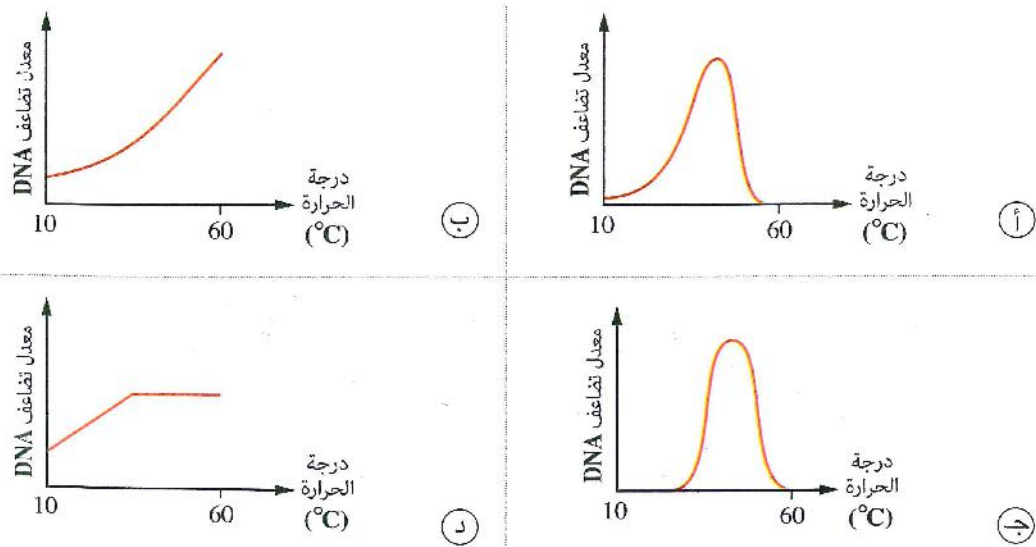 معدل تضاعف DNA
درجة
الحرارة
(°C)
10
60
أ
معدل تضاعف DNA
درجة
الحرارة
(°C)
10
60
ب
معدل تضاعف DNA
درجة
الحرارة
(°C)
10
60
ج
معدل تضاعف DNA
درجة
الحرارة
(°C)
10
60
د